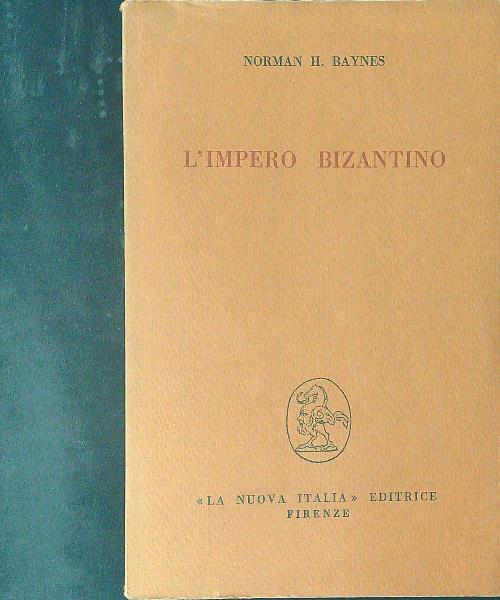 NORMAN H. BAYNES
L'IMPERO BIZANTINO
«LA NUOVA ITALIA» EDITRICE
FIRENZE